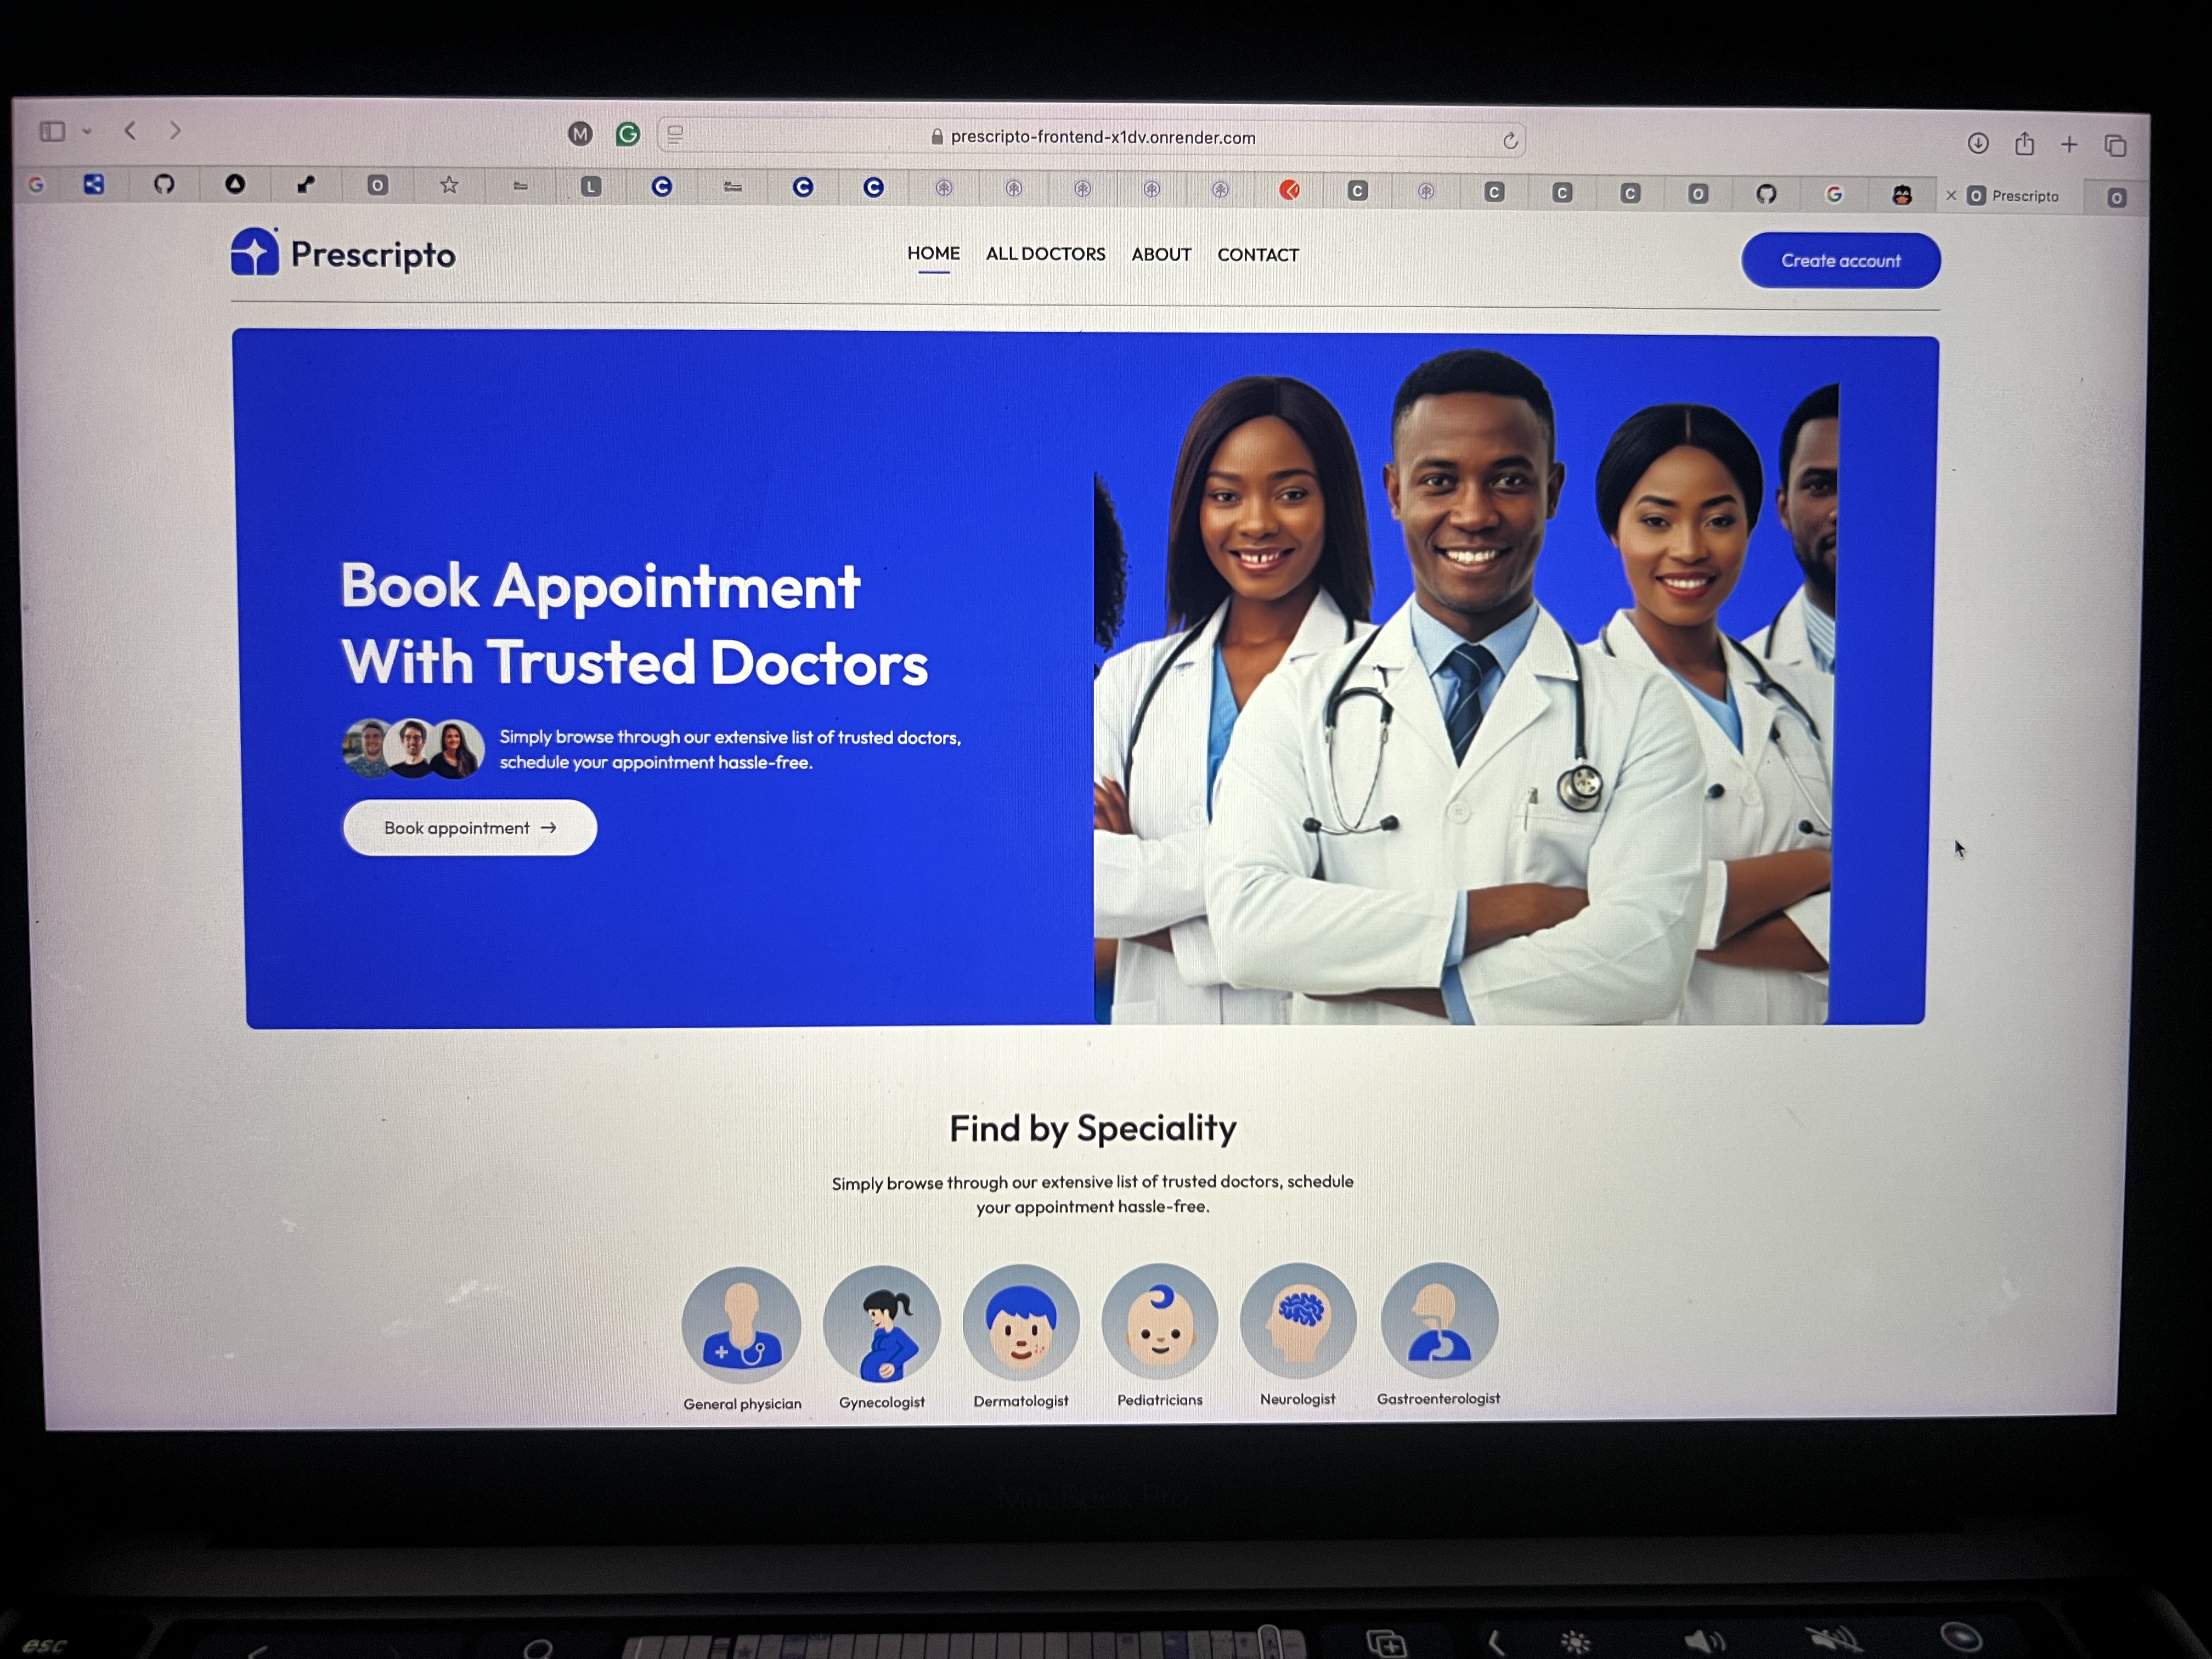 M
G
prescripto-frontend-x1dv.onrender.com
G
O
L
C
C
C
C
C
C
C
O
G
O
Prescripto
O
Prescripto
HOME
ALL DOCTORS
ABOUT
CONTACT
Create account
Book Appointment
With Trusted Doctors
Simply browse through our extensive list of trusted doctors,
schedule your appointment hassle-free.
Book appointment →
Find by Speciality
Simply browse through our extensive list of trusted doctors, schedule
your appointment hassle-free.
General physician
Gynecologist
Dermatologist
Pediatricians
Neurologist
Gastroenterologist
MacBook Pro
esc